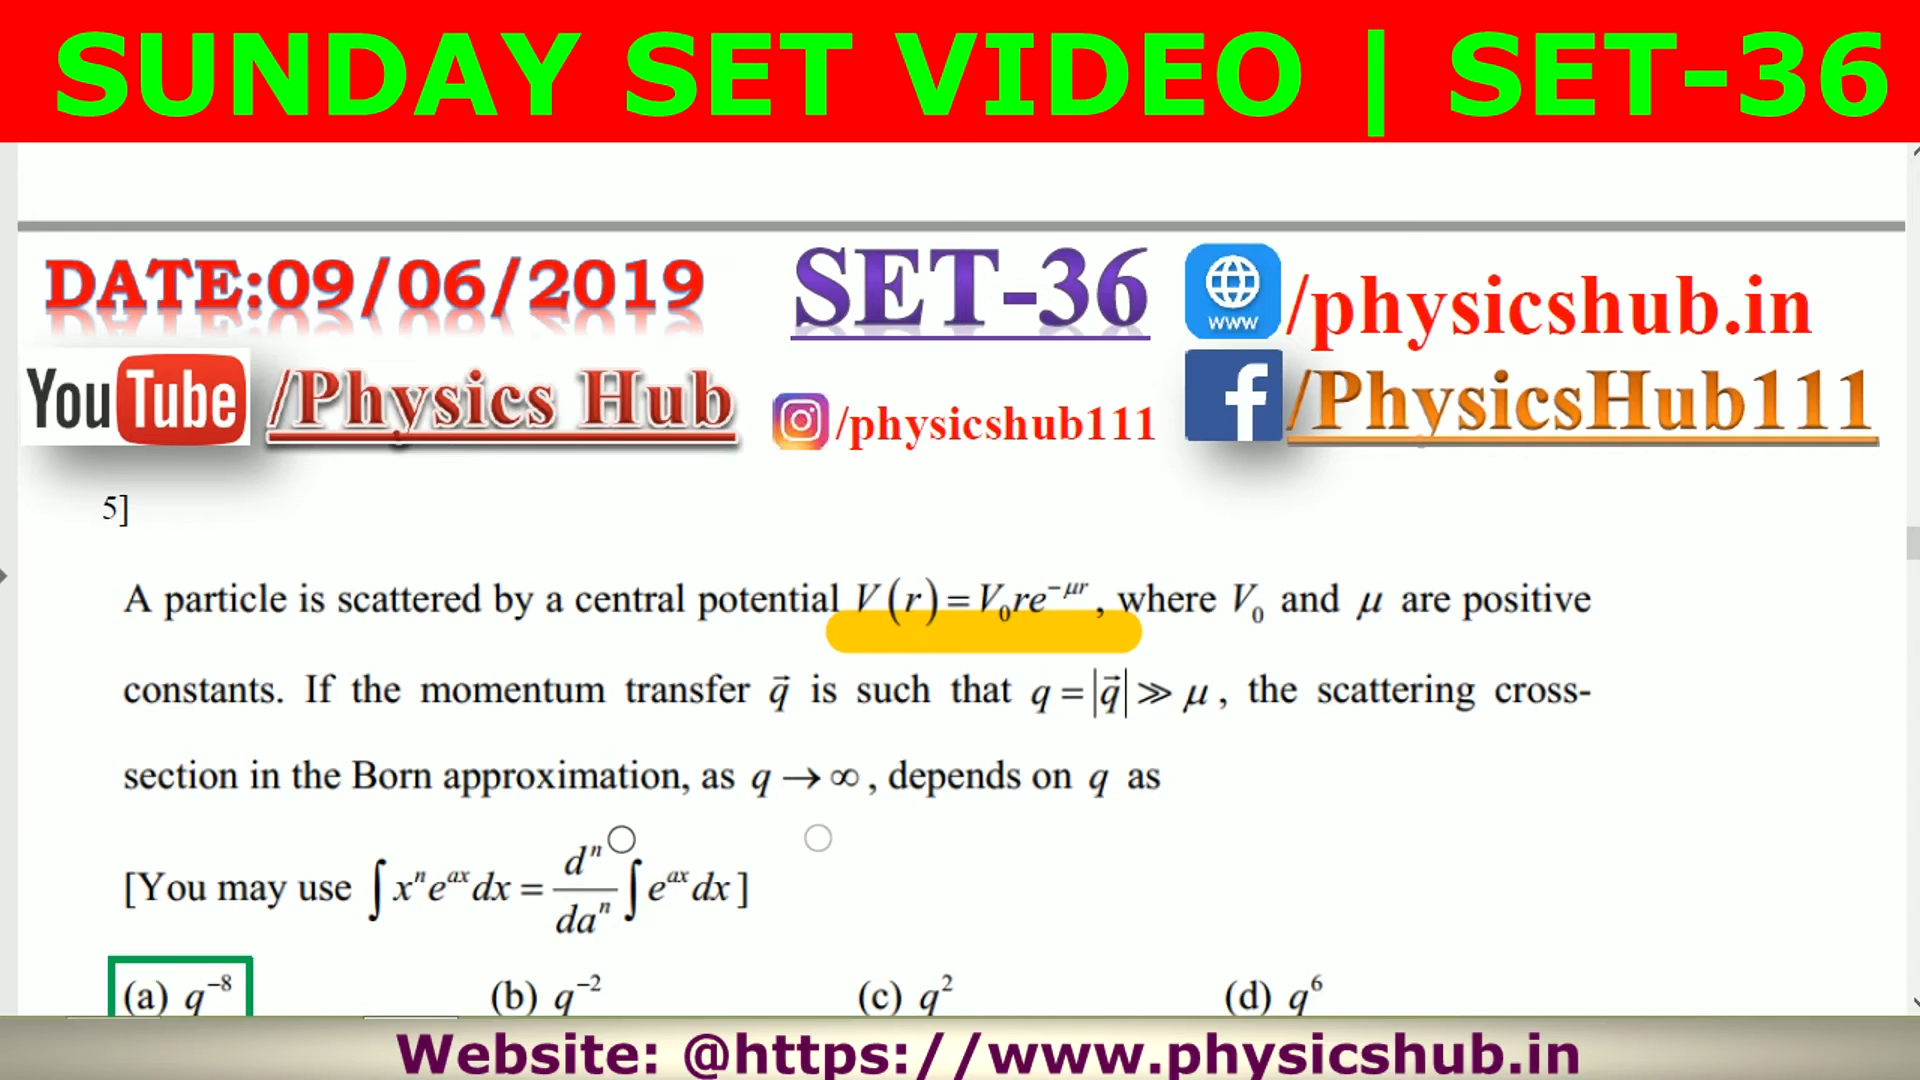 SUNDAY SET VIDEO | SET-36
DATE:09/06/2019
SET-36
www
/physicshub.in
YouTube
/Physics Hub
/physicshub111
f
/PhysicsHub111
5]
A particle is scattered by a central potential V(r)=V₀re^{-μr}, where V₀ and μ are positive
constants. If the momentum transfer q⃗ is such that q=|q⃗|≫μ, the scattering cross-
section in the Born approximation, as q→∞, depends on q as
[You may use ∫xⁿe^{ax}dx = dⁿ/daⁿ ∫e^{ax}dx]
(a) q⁻⁸ (b) q⁻² (c) q² (d) q⁶
Website: @https://www.physicshub.in